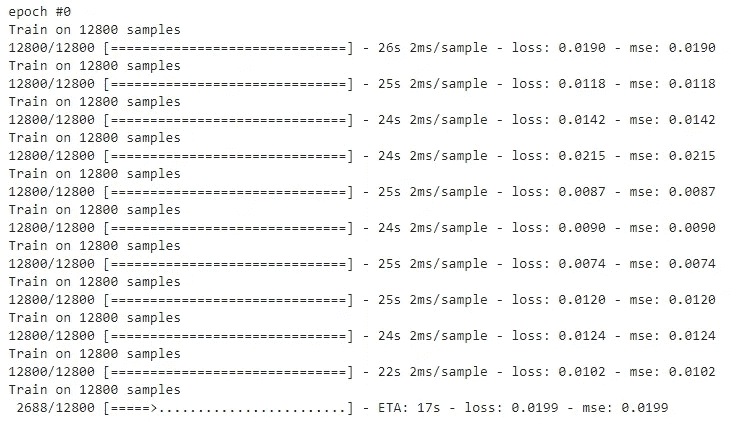 epoch #0
Train on 12800 samples
12800/12800 [==============================] - 26s 2ms/sample - loss: 0.0190 - mse: 0.0190
Train on 12800 samples
12800/12800 [==============================] - 25s 2ms/sample - loss: 0.0118 - mse: 0.0118
Train on 12800 samples
12800/12800 [==============================] - 24s 2ms/sample - loss: 0.0142 - mse: 0.0142
Train on 12800 samples
12800/12800 [==============================] - 24s 2ms/sample - loss: 0.0215 - mse: 0.0215
Train on 12800 samples
12800/12800 [==============================] - 25s 2ms/sample - loss: 0.0087 - mse: 0.0087
Train on 12800 samples
12800/12800 [==============================] - 24s 2ms/sample - loss: 0.0090 - mse: 0.0090
Train on 12800 samples
12800/12800 [==============================] - 25s 2ms/sample - loss: 0.0074 - mse: 0.0074
Train on 12800 samples
12800/12800 [==============================] - 25s 2ms/sample - loss: 0.0120 - mse: 0.0120
Train on 12800 samples
12800/12800 [==============================] - 24s 2ms/sample - loss: 0.0124 - mse: 0.0124
Train on 12800 samples
12800/12800 [==============================] - 22s 2ms/sample - loss: 0.0102 - mse: 0.0102
Train on 12800 samples
2688/12800 [=====>........................] - ETA: 17s - loss: 0.0199 - mse: 0.0199